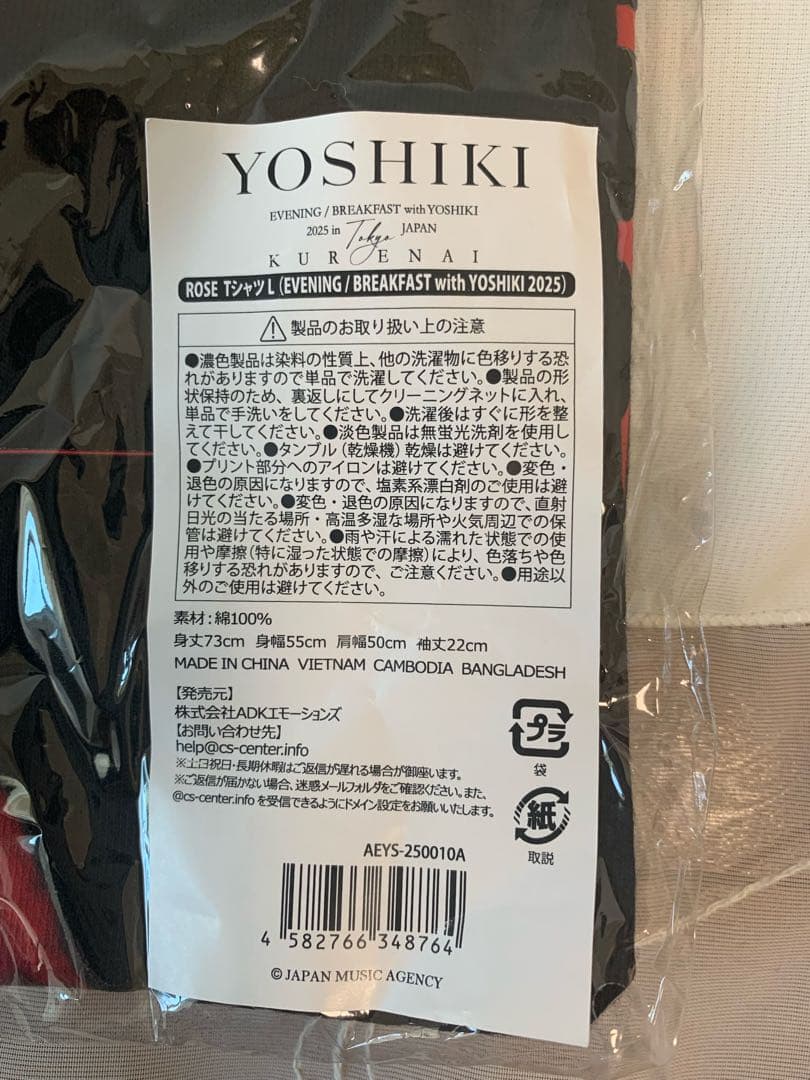 YOSHIKI
EVENING / BREAKFAST with YOSHIKI
2025 in Tokyo JAPAN
KURENAI
ROSE TシャツL (EVENING / BREAKFAST with YOSHIKI 2025)
製品のお取り扱い上の注意
●濃色製品は染料の性質上、他の洗濯物に色移りする恐
れがありますので単品で洗濯してください。●製品の形
状保持のため、裏返しにしてクリーニングネットに入れ、
単品で手洗いをしてください。●洗濯後はすぐに形を整
えて干してください。●淡色製品は無蛍光洗剤を使用し
てください。●タンブル（乾燥機）乾燥は避けてください。
●プリント部分へのアイロンは避けてください。●変色・
退色の原因になりますので、塩素系漂白剤のご使用は避
けてください。●変色・退色の原因になりますので、直射
日光の当たる場所・高温多湿な場所や火気周辺での保
管は避けてください。●雨や汗による濡れた状態での使
用や摩擦（特に湿った状態での摩擦）により、色落ちや色
移りする恐れがありますので、ご注意ください。●用途以
外のご使用は避けてください。
素材：綿100%
身丈73cm 身幅55cm 肩幅50cm 袖丈22cm
MADE IN CHINA VIETNAM CAMBODIA BANGLADESH
【発売元】
株式会社ADKエモーションズ
【お問い合わせ先】
help@cs-center.info
※土日祝日・長期休暇はご返信が遅れる場合が御座います。
※ご返信が届かない場合、迷惑メールフォルダをご確認ください。また、
@cs-center.info を受信できるようにドメイン設定をお願いいたします。
プラ
袋
紙
取説
AEYS-250010A
4 582766 348764
© JAPAN MUSIC AGENCY